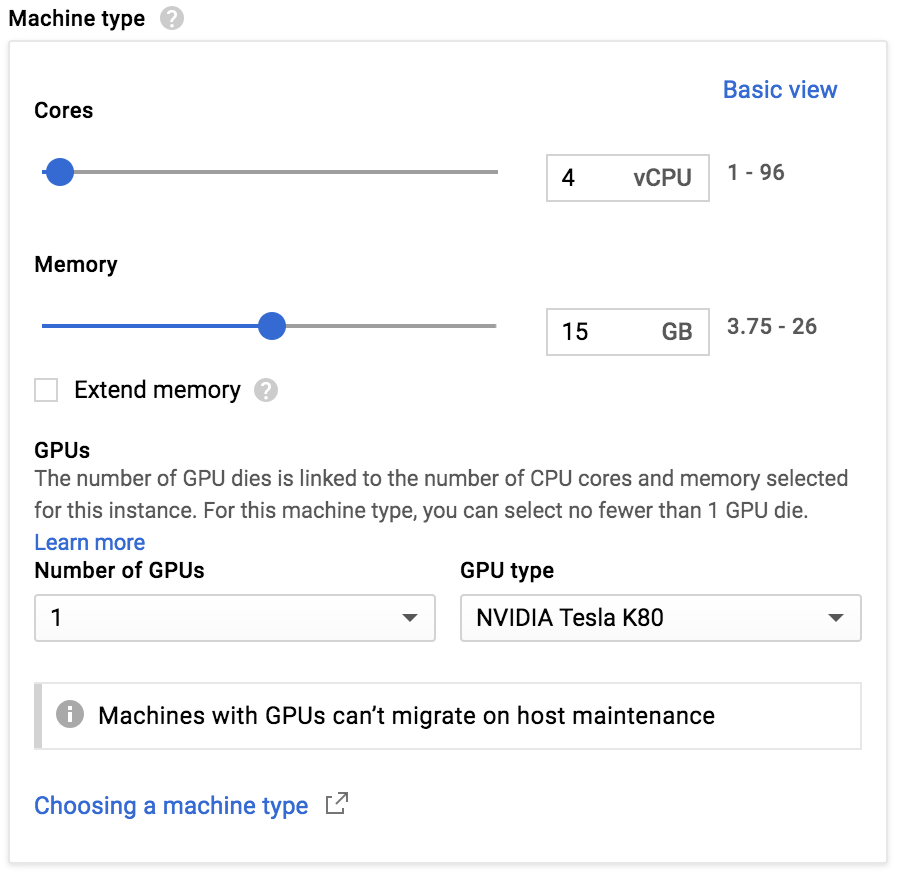 Machine type ?
Basic view
Cores
4 vCPU 1 - 96
Memory
15 GB 3.75 - 26
Extend memory ?
GPUs
The number of GPU dies is linked to the number of CPU cores and memory selected
for this instance. For this machine type, you can select no fewer than 1 GPU die.
Learn more
Number of GPUs GPU type
1 NVIDIA Tesla K80
Machines with GPUs can’t migrate on host maintenance
Choosing a machine type